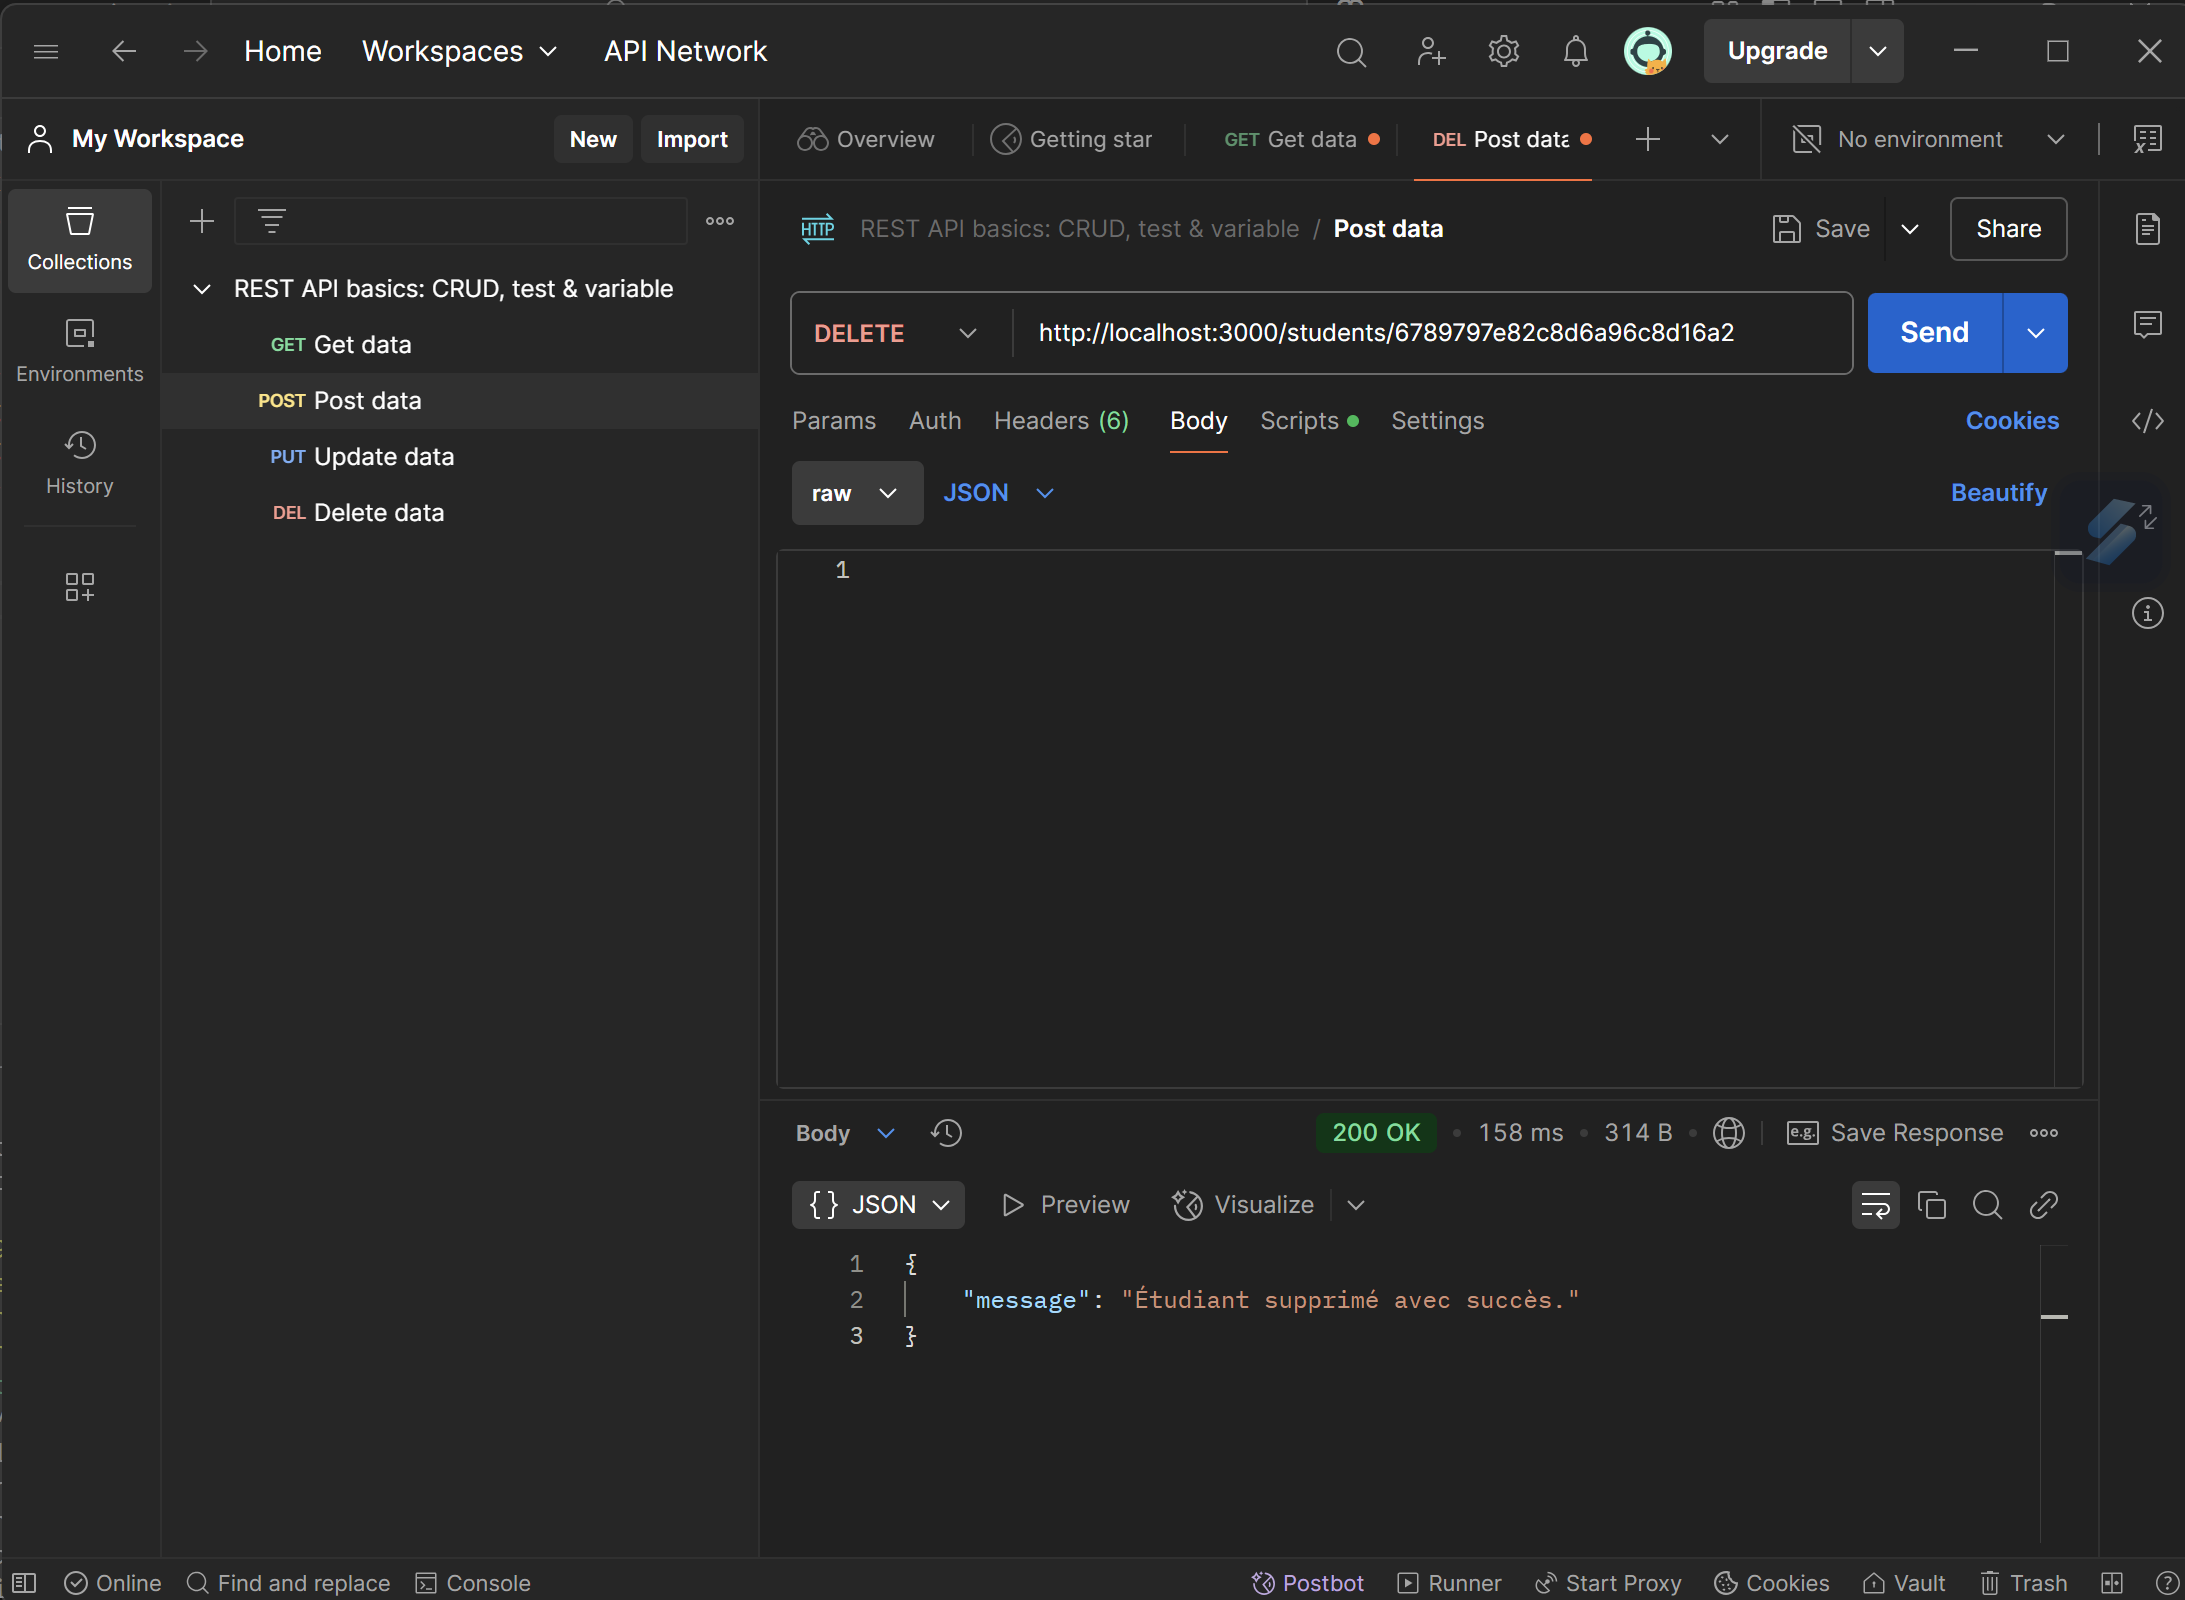 Home Workspaces API Network Upgrade
My Workspace New Import
Overview Getting star GET Get data DEL Post data No environment
Collections
Environments
History
REST API basics: CRUD, test & variable
GET Get data
POST Post data
PUT Update data
DEL Delete data
HTTP REST API basics: CRUD, test & variable / Post data Save Share
DELETE http://localhost:3000/students/6789797e82c8d6a96c8d16a2 Send
Params Auth Headers (6) Body Scripts Settings Cookies
raw JSON Beautify
1
Body 200 OK 158 ms 314 B e.g. Save Response
{} JSON Preview Visualize
1 {
2 "message": "Étudiant supprimé avec succès."
3 }
Online Find and replace Console Postbot Runner Start Proxy Cookies Vault Trash